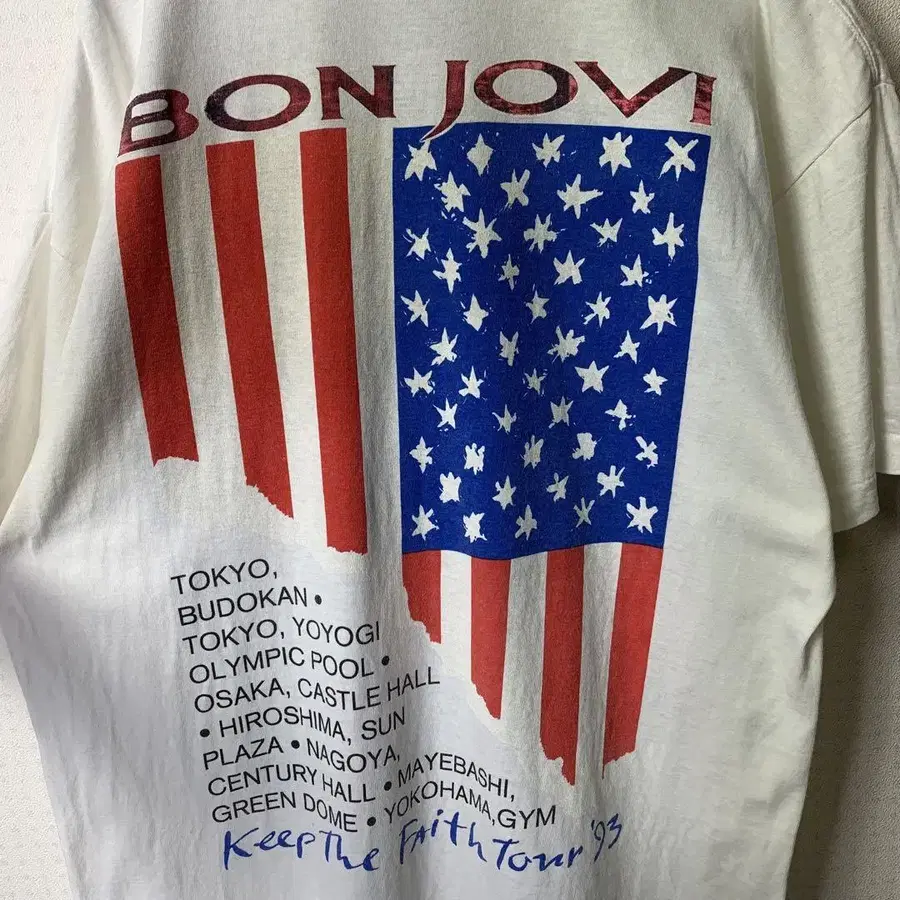 BON JOVI
TOKYO,
BUDOKAN •
TOKYO, YOYOGI
OLYMPIC POOL •
OSAKA, CASTLE HALL
• HIROSHIMA, SUN
PLAZA • NAGOYA,
CENTURY HALL • MAYEBASHI,
GREEN DOME • YOKOHAMA,GYM
Keep The Faith Tour '93